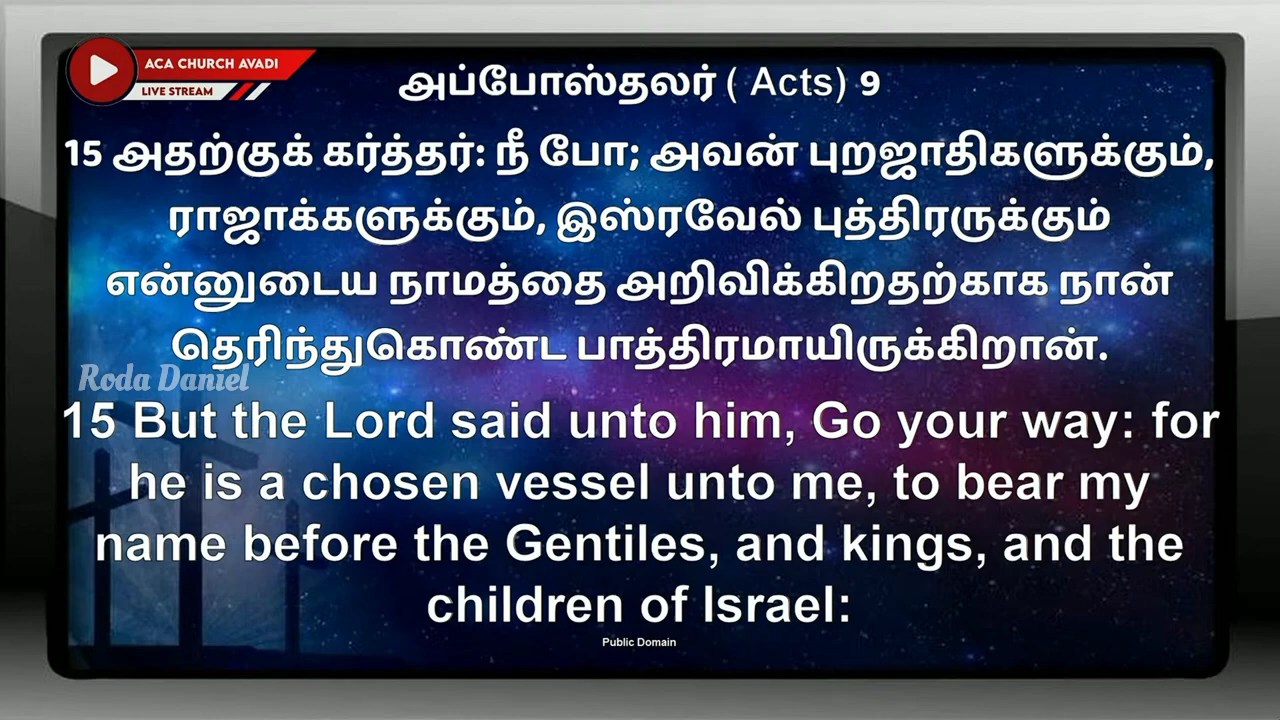 ACA CHURCH AVADI
LIVE STREAM
அப்போஸ்தலர் ( Acts) 9
15 அதற்குக் கர்த்தர்: நீ போ; அவன் புறஜாதிகளுக்கும்,
ராஜாக்களுக்கும், இஸ்ரவேல் புத்திரருக்கும்
என்னுடைய நாமத்தை அறிவிக்கிறதற்காக நான்
தெரிந்துகொண்ட பாத்திரமாயிருக்கிறான்.
Roda Daniel
15 But the Lord said unto him, Go your way: for
he is a chosen vessel unto me, to bear my
name before the Gentiles, and kings, and the
children of Israel:
Public Domain